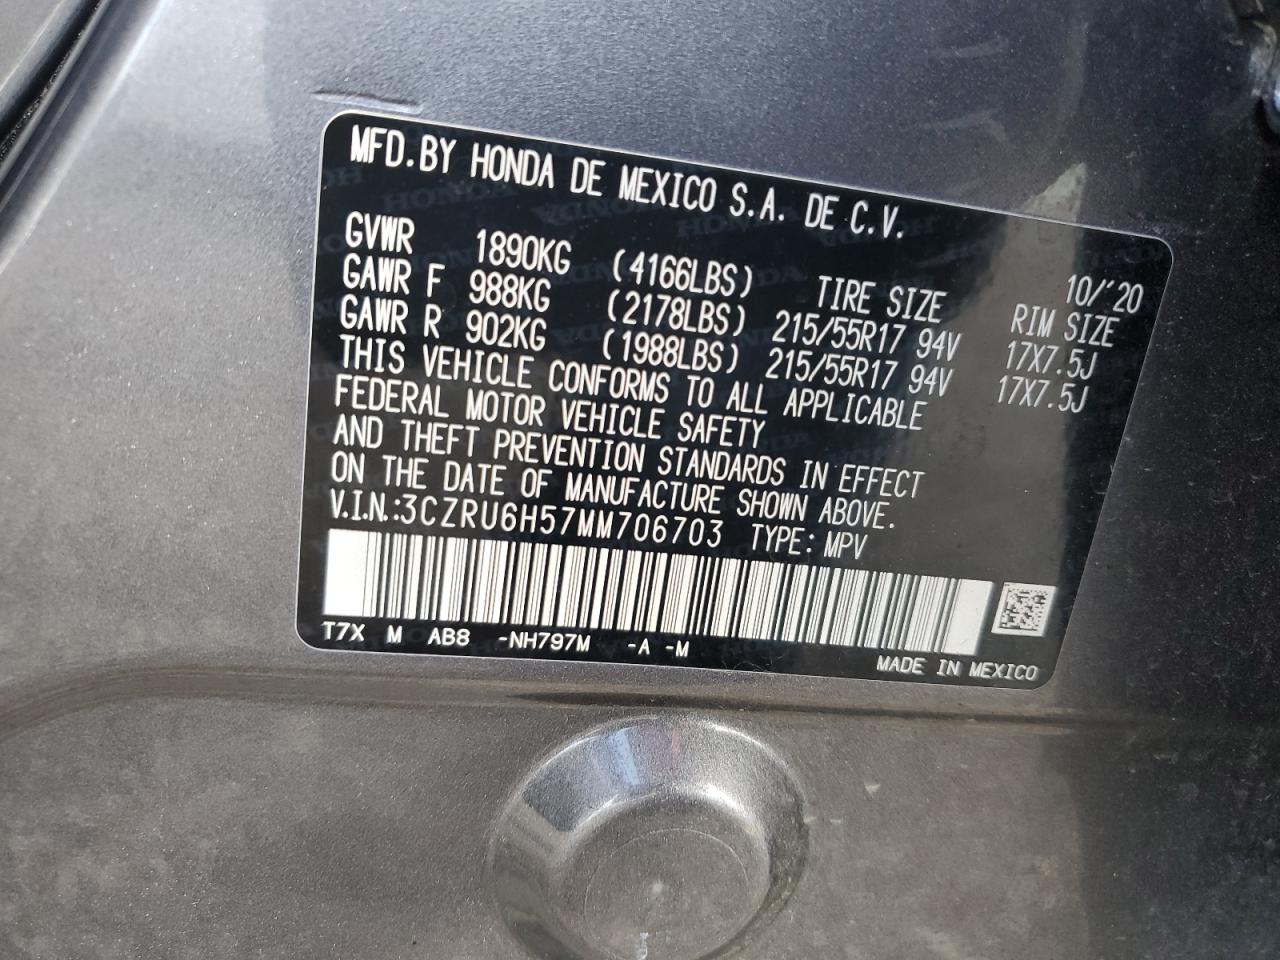 MFD.BY HONDA DE MEXICO S.A. DE C.V.
10/'20
GVWR 1890KG (4166LBS) TIRE SIZE RIM SIZE
GAWR F 988KG (2178LBS) 215/55R17 94V 17X7.5J
GAWR R 902KG (1988LBS) 215/55R17 94V 17X7.5J
THIS VEHICLE CONFORMS TO ALL APPLICABLE
FEDERAL MOTOR VEHICLE SAFETY
AND THEFT PREVENTION STANDARDS IN EFFECT
ON THE DATE OF MANUFACTURE SHOWN ABOVE.
V.I.N.:3CZRU6H57MM706703 TYPE: MPV
T7X M AB8 -NH797M -A -M
MADE IN MEXICO